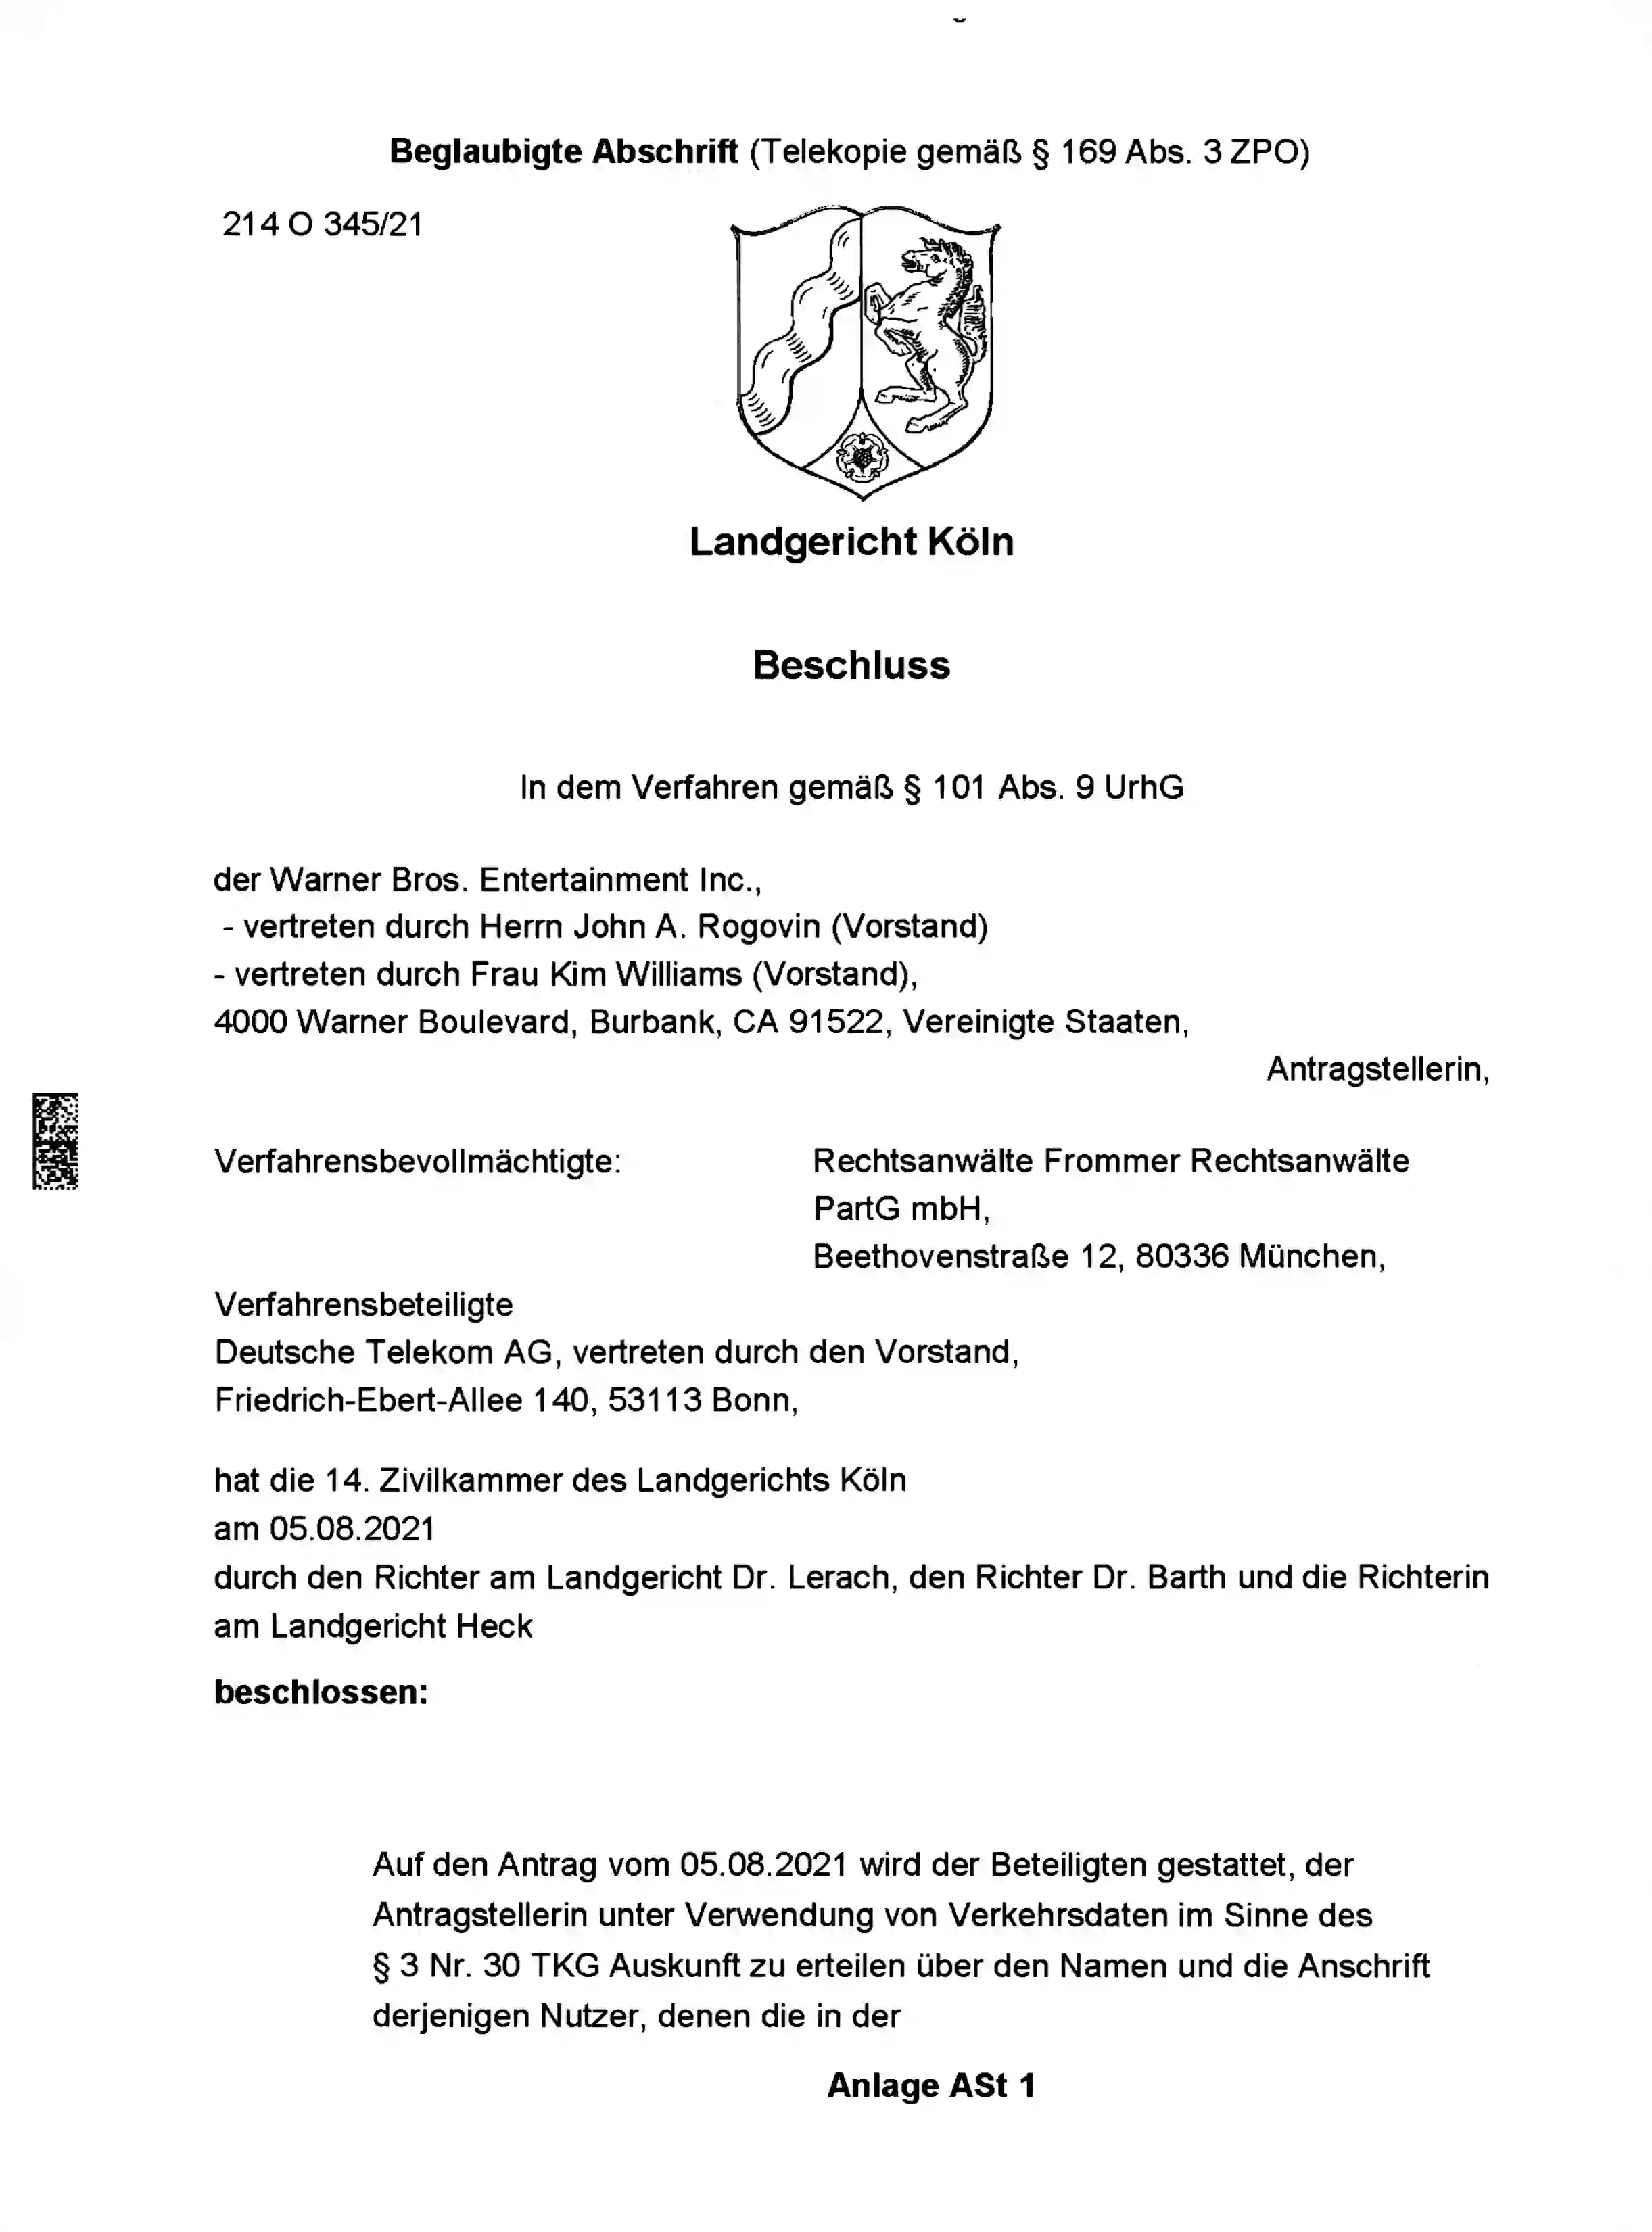 Beglaubigte Abschrift (Telekopie gemäß § 169 Abs. 3 ZPO)
214 O 345/21
Landgericht Köln
Beschluss
In dem Verfahren gemäß § 101 Abs. 9 UrhG
der Warner Bros. Entertainment Inc.,
- vertreten durch Herrn John A. Rogovin (Vorstand)
- vertreten durch Frau Kim Williams (Vorstand),
4000 Warner Boulevard, Burbank, CA 91522, Vereinigte Staaten,
Antragstellerin,
Verfahrensbevollmächtigte: Rechtsanwälte Frommer Rechtsanwälte
PartG mbH,
Beethovenstraße 12, 80336 München,
Verfahrensbeteiligte
Deutsche Telekom AG, vertreten durch den Vorstand,
Friedrich-Ebert-Allee 140, 53113 Bonn,
hat die 14. Zivilkammer des Landgerichts Köln
am 05.08.2021
durch den Richter am Landgericht Dr. Lerach, den Richter Dr. Barth und die Richterin
am Landgericht Heck
beschlossen:
Auf den Antrag vom 05.08.2021 wird der Beteiligten gestattet, der
Antragstellerin unter Verwendung von Verkehrsdaten im Sinne des
§ 3 Nr. 30 TKG Auskunft zu erteilen über den Namen und die Anschrift
derjenigen Nutzer, denen die in der
Anlage ASt 1